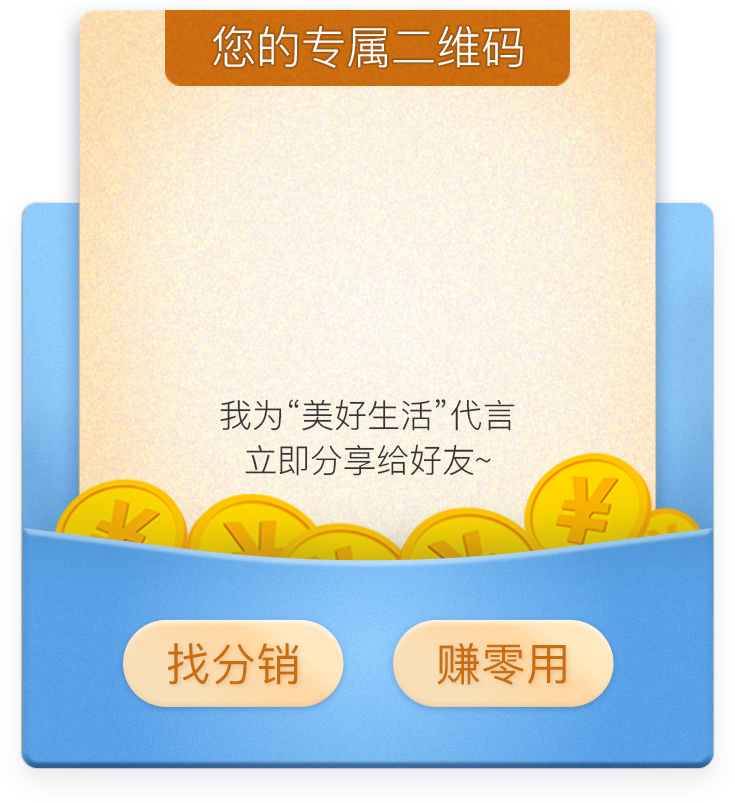 您的专属二维码
我为“美好生活”代言
立即分享给好友~
¥ ¥ ¥ ¥ ¥
找分销 赚零用